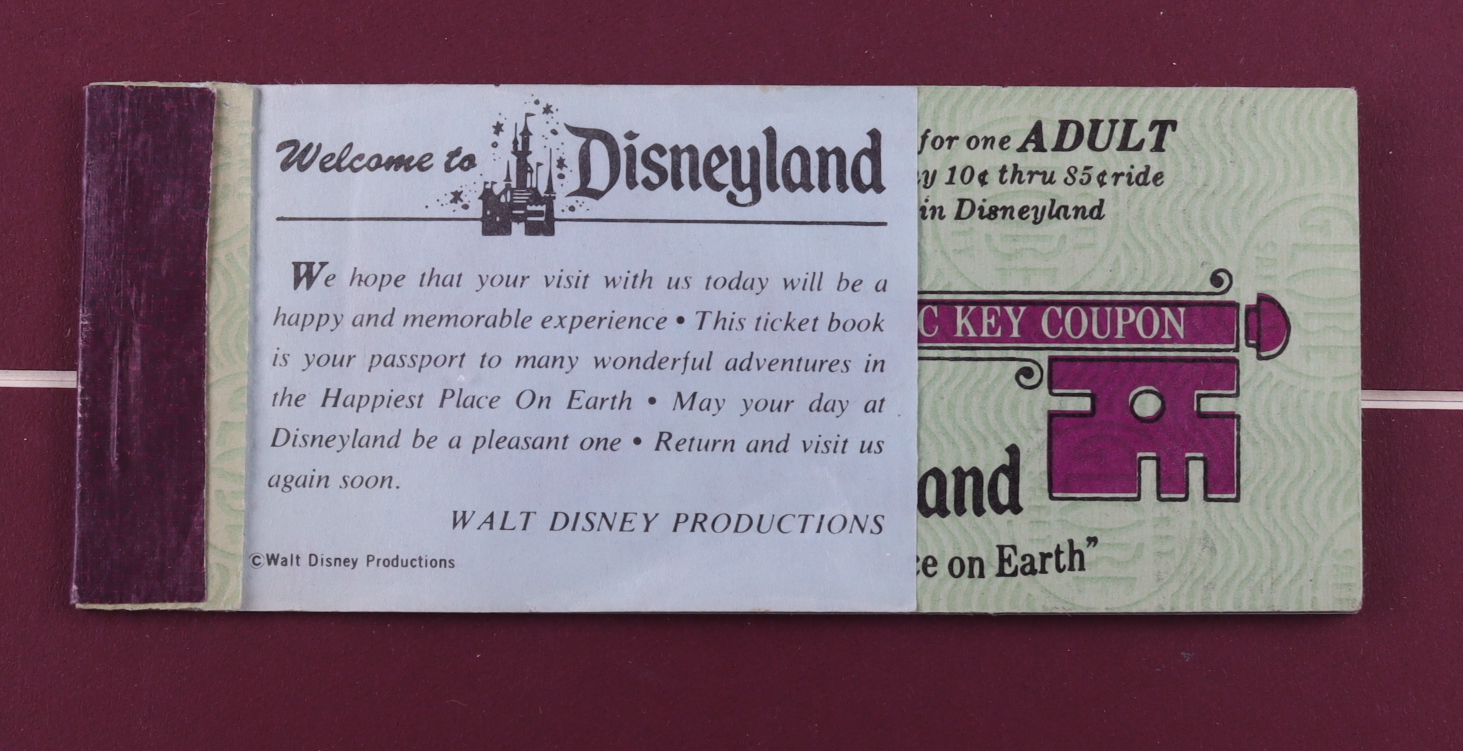 Welcome to Disneyland
We hope that your visit with us today will be a
happy and memorable experience • This ticket book
is your passport to many wonderful adventures in
the Happiest Place On Earth • May your day at
Disneyland be a pleasant one • Return and visit us
again soon.
WALT DISNEY PRODUCTIONS
©Walt Disney Productions
for one ADULT
y 10¢ thru 85¢ ride
in Disneyland
C KEY COUPON
and
ce on Earth”
GLOBE